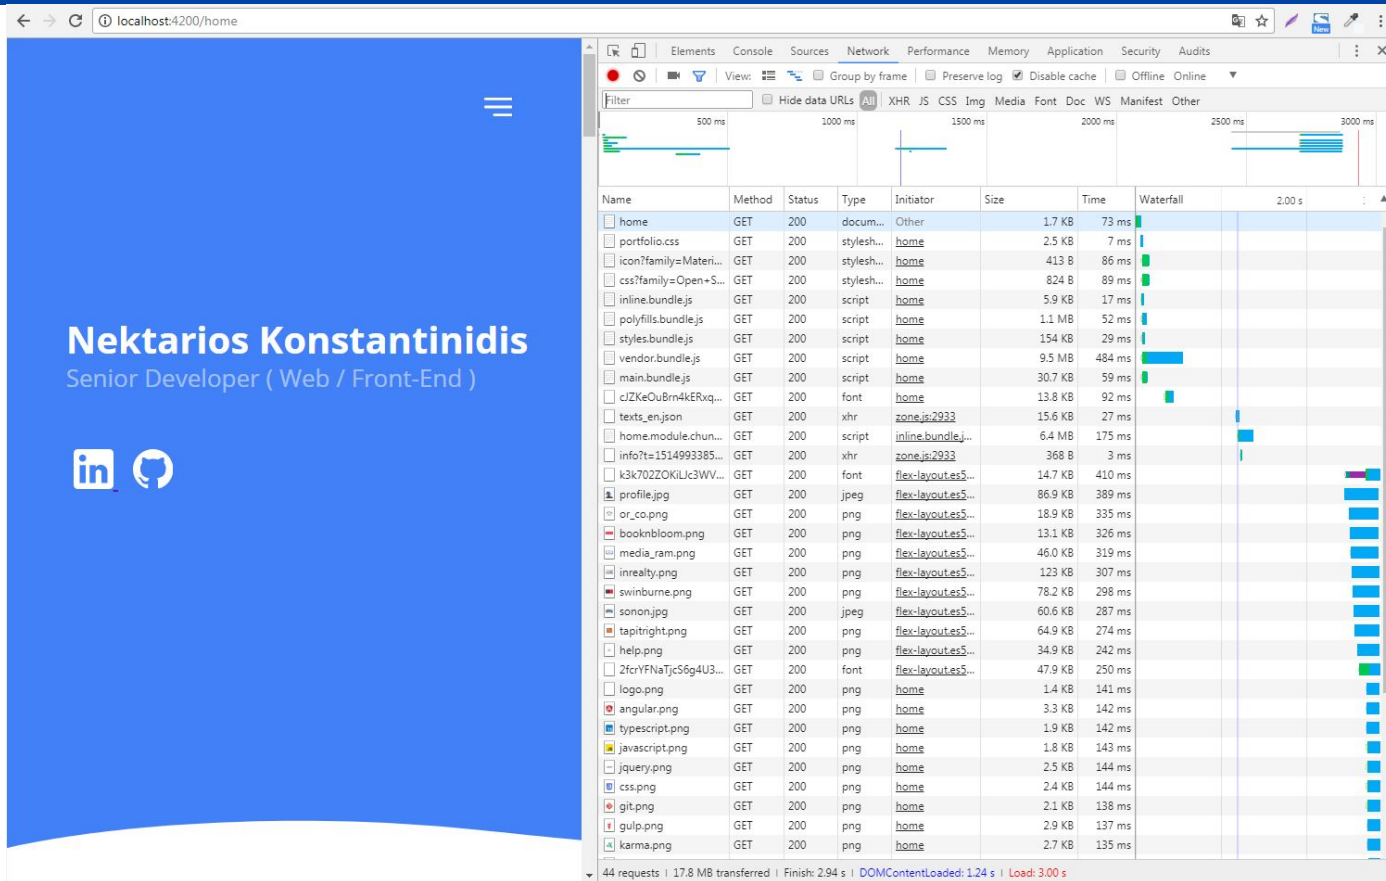 localhost:4200/home
New
Nektarios Konstantinidis
Senior Developer ( Web / Front-End )
in
Elements Console Sources Network Performance Memory Application Security Audits
View: Group by frame Preserve log Disable cache Offline Online
Filter Hide data URLs All XHR JS CSS Img Media Font Doc WS Manifest Other
500 ms 1000 ms 1500 ms 2000 ms 2500 ms 3000 ms
Name Method Status Type Initiator Size Time Waterfall 2.00 s
home GET 200 docum... Other 1.7 KB 73 ms
portfolio.css GET 200 stylesh... home 2.5 KB 7 ms
icon?family=Materi... GET 200 stylesh... home 413 B 86 ms
css?family=Open+S... GET 200 stylesh... home 824 B 89 ms
inline.bundle.js GET 200 script home 5.9 KB 17 ms
polyfills.bundle.js GET 200 script home 1.1 MB 52 ms
styles.bundle.js GET 200 script home 154 KB 29 ms
vendor.bundle.js GET 200 script home 9.5 MB 484 ms
main.bundle.js GET 200 script home 30.7 KB 59 ms
cJZKeOuBrn4kERxq... GET 200 font home 13.8 KB 92 ms
texts_en.json GET 200 xhr zone.js:2933 15.6 KB 27 ms
home.module.chun... GET 200 script inline.bundle.j... 6.4 MB 175 ms
info?t=1514993385... GET 200 xhr zone.js:2933 368 B 3 ms
k3k702ZOKiLJc3WV... GET 200 font flex-layout.es5... 14.7 KB 410 ms
profile.jpg GET 200 jpeg flex-layout.es5... 86.9 KB 389 ms
or_co.png GET 200 png flex-layout.es5... 18.9 KB 335 ms
booknbloom.png GET 200 png flex-layout.es5... 13.1 KB 326 ms
media_ram.png GET 200 png flex-layout.es5... 46.0 KB 319 ms
inrealty.png GET 200 png flex-layout.es5... 123 KB 307 ms
swinburne.png GET 200 png flex-layout.es5... 78.2 KB 298 ms
sonon.jpg GET 200 jpeg flex-layout.es5... 60.6 KB 287 ms
tapitright.png GET 200 png flex-layout.es5... 64.9 KB 274 ms
help.png GET 200 png flex-layout.es5... 34.9 KB 242 ms
2fcrYFNaTjcS6g4U3... GET 200 font flex-layout.es5... 47.9 KB 250 ms
logo.png GET 200 png home 1.4 KB 141 ms
angular.png GET 200 png home 3.3 KB 142 ms
typescript.png GET 200 png home 1.9 KB 142 ms
javascript.png GET 200 png home 1.8 KB 143 ms
jquery.png GET 200 png home 2.5 KB 144 ms
css.png GET 200 png home 2.4 KB 144 ms
git.png GET 200 png home 2.1 KB 138 ms
gulp.png GET 200 png home 2.9 KB 137 ms
karma.png GET 200 png home 2.7 KB 135 ms
44 requests | 17.8 MB transferred | Finish: 2.94 s | DOMContentLoaded: 1.24 s | Load: 3.00 s